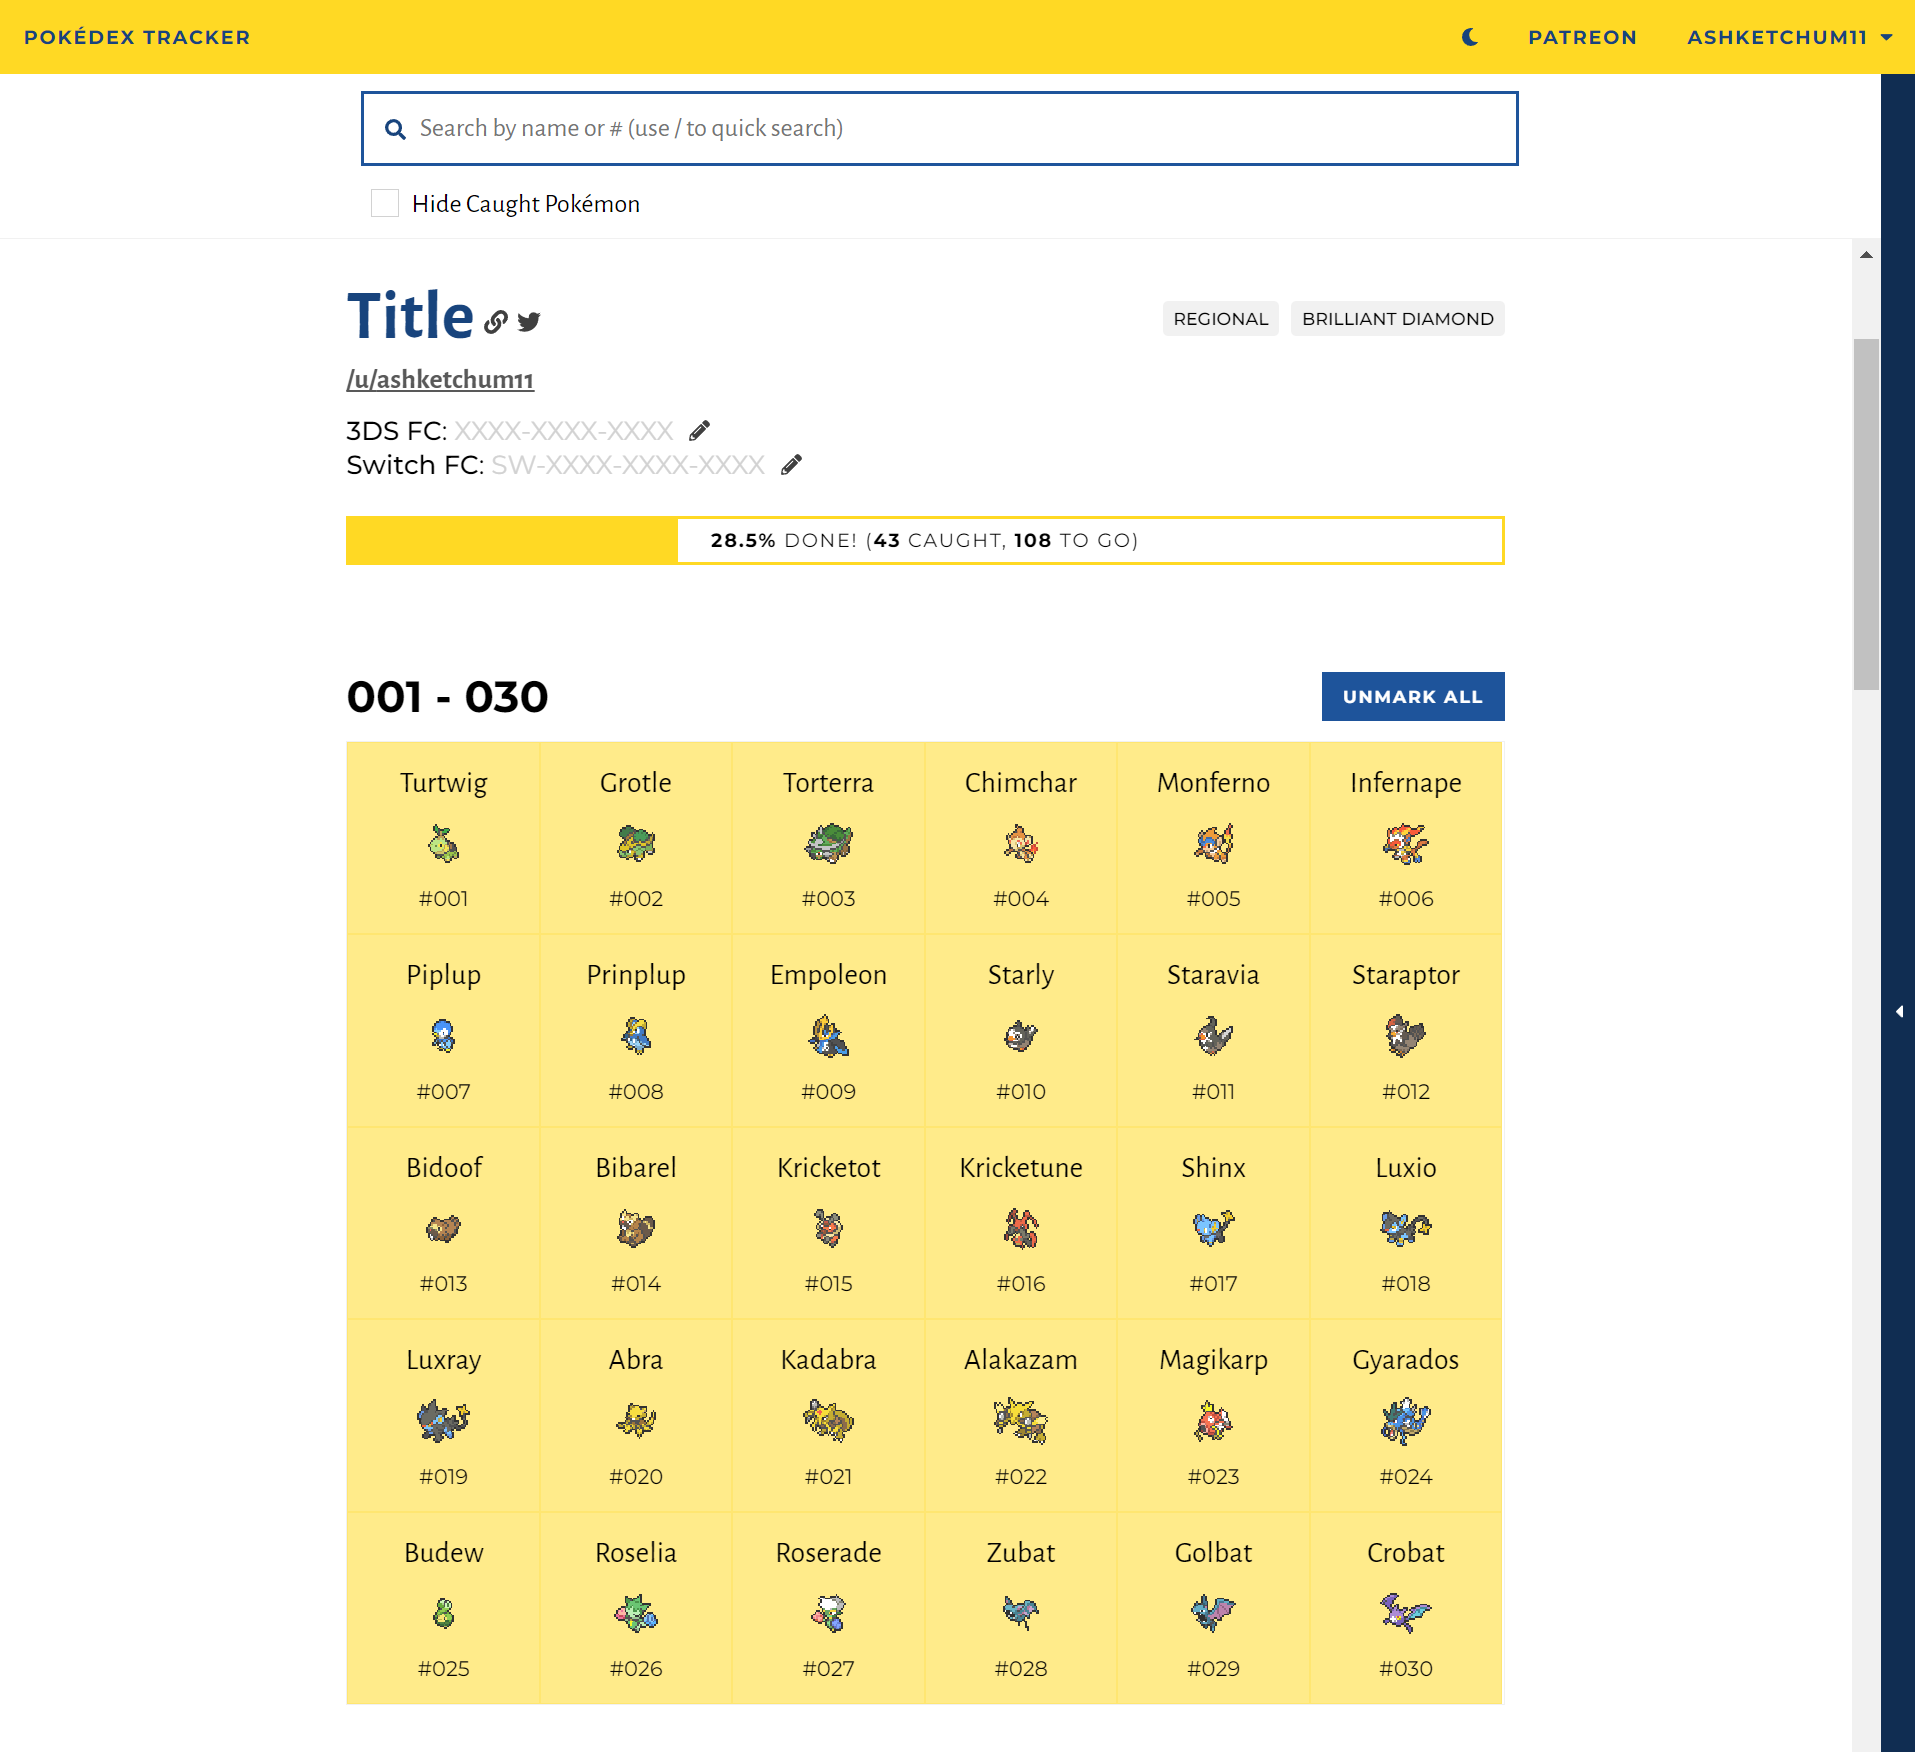 POKÉDEX TRACKER
PATREON
ASHKETCHUM11
Search by name or # (use / to quick search)
Hide Caught Pokémon
Title
REGIONAL
BRILLIANT DIAMOND
/u/ashketchum11
3DS FC: XXXX-XXXX-XXXX
Switch FC: SW-XXXX-XXXX-XXXX
28.5% DONE! (43 CAUGHT, 108 TO GO)
001 - 030
UNMARK ALL
Turtwig Grotle Torterra Chimchar Monferno Infernape
#001 #002 #003 #004 #005 #006
Piplup Prinplup Empoleon Starly Staravia Staraptor
#007 #008 #009 #010 #011 #012
Bidoof Bibarel Kricketot Kricketune Shinx Luxio
#013 #014 #015 #016 #017 #018
Luxray Abra Kadabra Alakazam Magikarp Gyarados
#019 #020 #021 #022 #023 #024
Budew Roselia Roserade Zubat Golbat Crobat
#025 #026 #027 #028 #029 #030